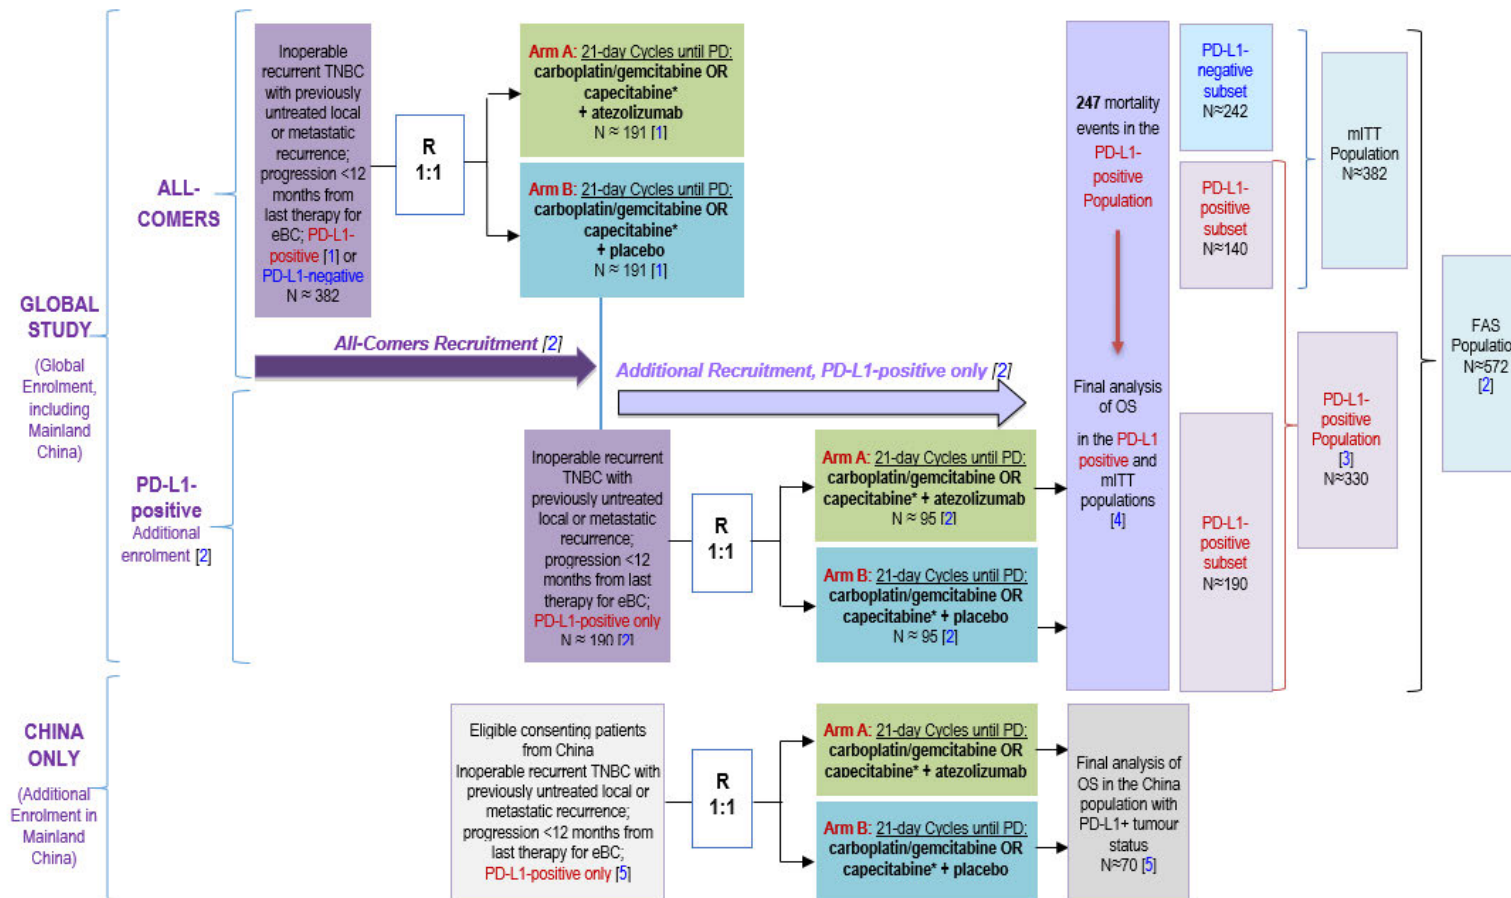 GLOBAL
STUDY
(Global
Enrolment,
including
Mainland
China)
ALL-
COMERS
Inoperable
recurrent TNBC
with previously
untreated local
or metastatic
recurrence;
progression <12
months from
last therapy for
eBC; PD-L1-
positive [1] or
PD-L1-negative
N ≈ 382
R
1:1
Arm A: 21-day Cycles until PD:
carboplatin/gemcitabine OR
capecitabine*
+ atezolizumab
N ≈ 191 [1]
Arm B: 21-day Cycles until PD:
carboplatin/gemcitabine OR
capecitabine*
+ placebo
N ≈ 191 [1]
All-Comers Recruitment [2]
Additional Recruitment, PD-L1-positive only [2]
PD-L1-
positive
Additional
enrolment [2]
Inoperable recurrent
TNBC with
previously untreated
local or metastatic
recurrence;
progression <12
months from last
therapy for eBC;
PD-L1-positive only
N ≈ 190 [2]
R
1:1
Arm A: 21-day Cycles until PD:
carboplatin/gemcitabine OR
capecitabine* + atezolizumab
N ≈ 95 [2]
Arm B: 21-day Cycles until PD:
carboplatin/gemcitabine OR
capecitabine* + placebo
N ≈ 95 [2]
247 mortality
events in the
PD-L1-
positive
Population
Final analysis
of OS
in the PD-L1
positive and
mITT
populations
[4]
PD-L1-
negative
subset
N≈242
PD-L1-
positive
subset
N≈140
PD-L1-
positive
subset
N≈190
mITT
Population
N≈382
PD-L1-
positive
Population
[3]
N≈330
FAS
Population
N≈572
[2]
CHINA
ONLY
(Additional
Enrolment in
Mainland
China)
Eligible consenting patients
from China
Inoperable recurrent TNBC with
previously untreated local or
metastatic recurrence;
progression <12 months from
last therapy for eBC;
PD-L1-positive only [5]
R
1:1
Arm A: 21-day Cycles until PD:
carboplatin/gemcitabine OR
capecitabine* + atezolizumab
Arm B: 21-day Cycles until PD:
carboplatin/gemcitabine OR
capecitabine* + placebo
Final analysis of
OS in the China
population with
PD-L1+ tumour
status
N≈70 [5]